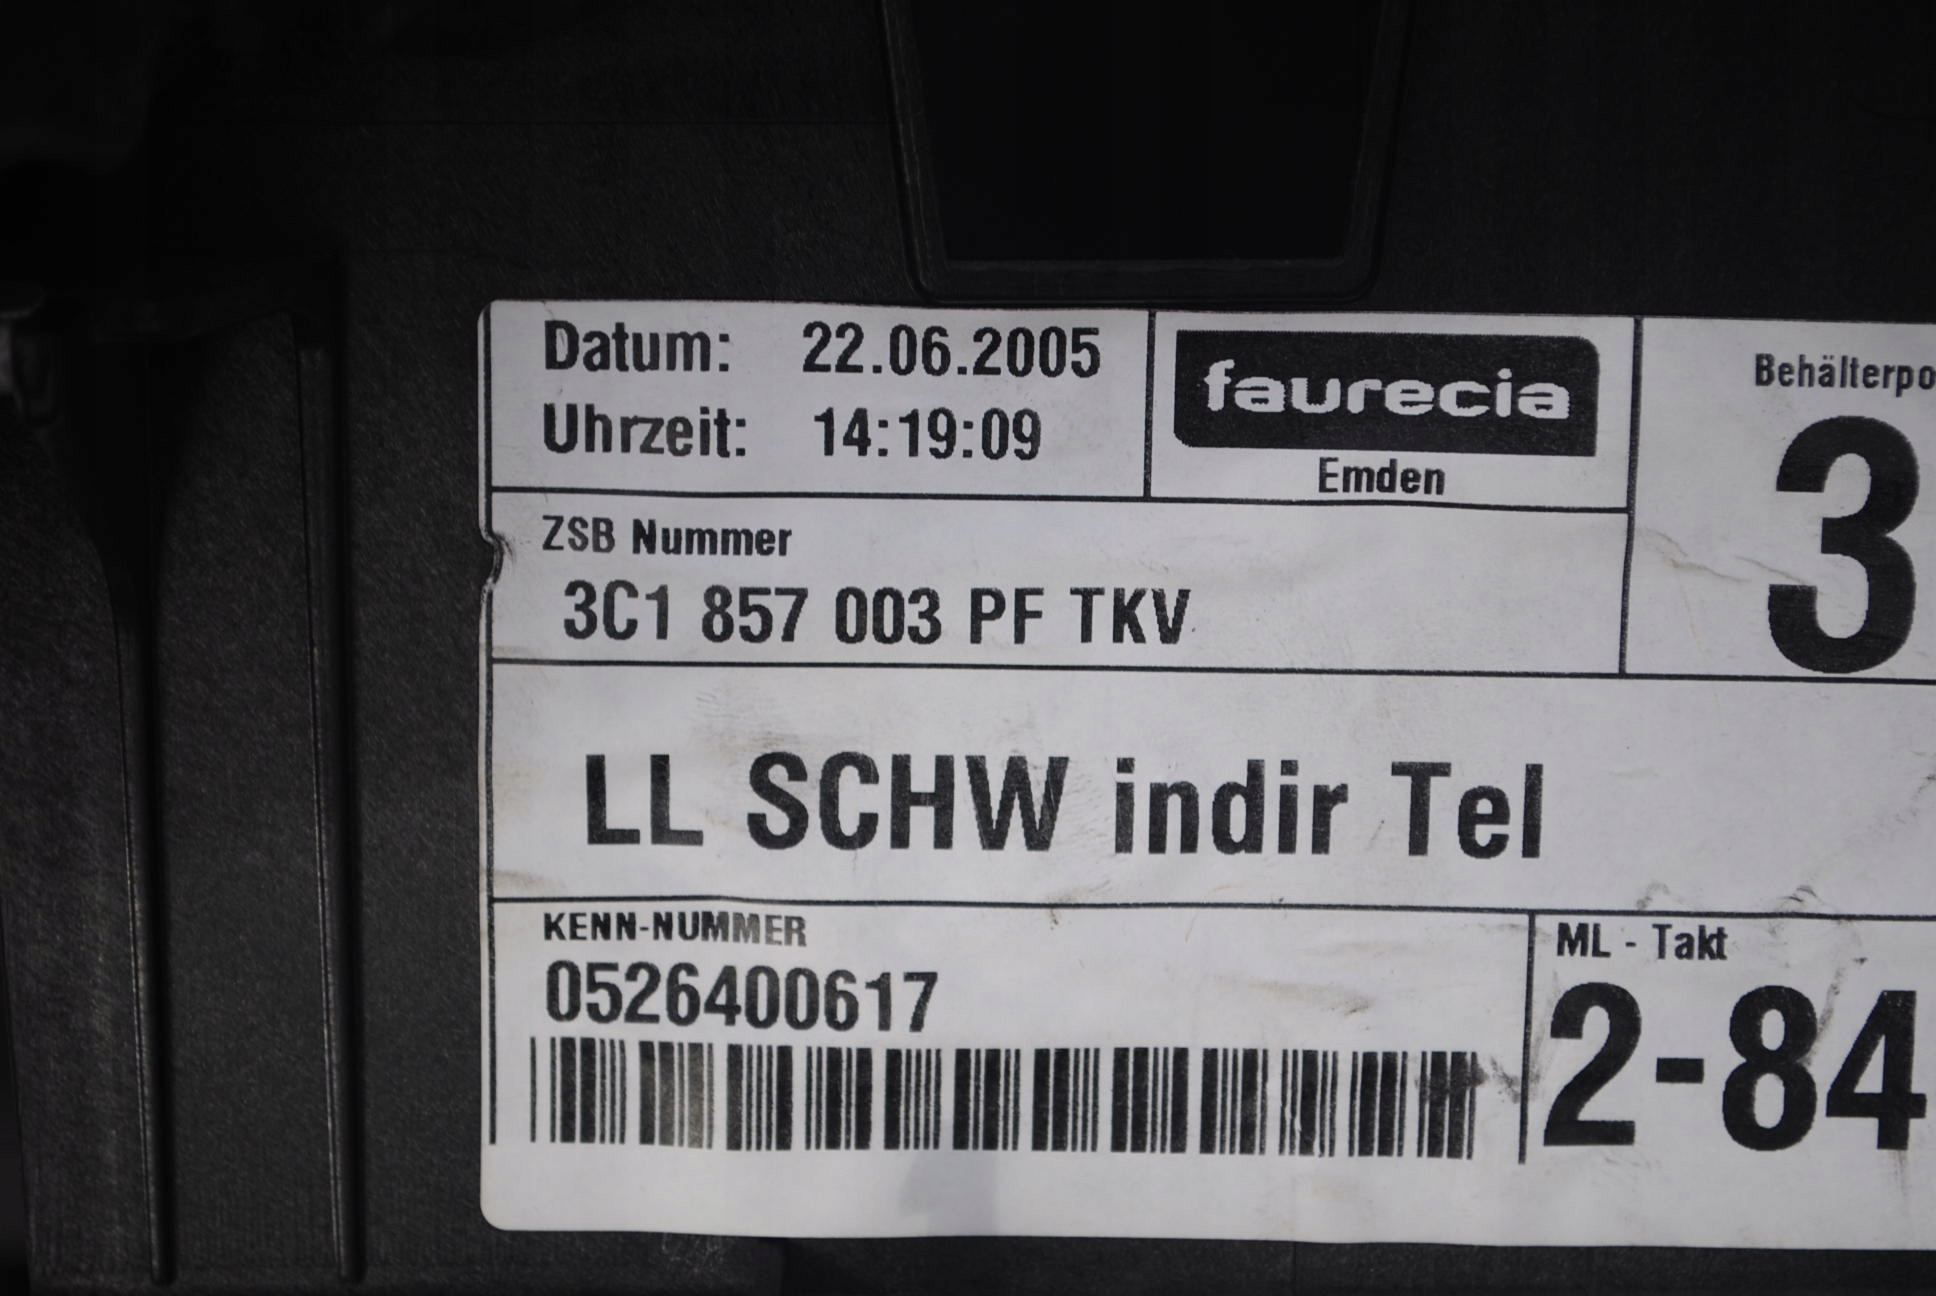 Datum: 22.06.2005
Uhrzeit: 14:19:09
faurecia
Emden
Behälterpo
3
ZSB Nummer
3C1 857 003 PF TKV
LL SCHW indir Tel
KENN-NUMMER
0526400617
ML - Takt
2-84